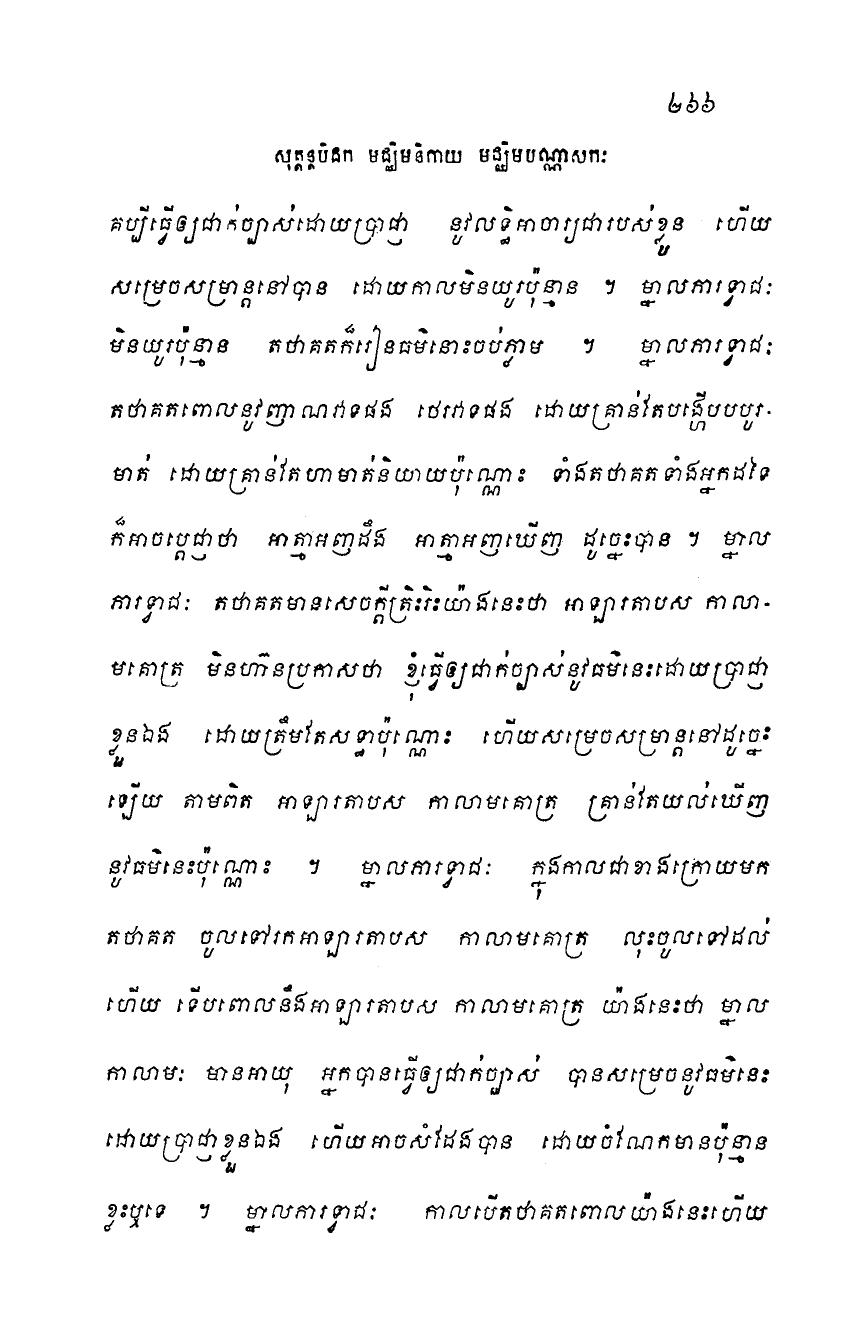 ២៦៦
សុត្តន្តបិដក មជ្ឈិមនិកាយ មជ្ឈិមបណ្ណាសកៈ
គប្បីធ្វើឲ្យជាក់ច្បាស់ដោយប្រាជ្ញា នូវលទ្ធិអាចារ្យជារបស់ខ្លួន ហើយ
សម្រេចសម្រាន្តនៅបាន ដោយកាលមិនយូរប៉ុន្មាន ។ ម្នាលភារទ្វាជៈ
មិនយូរប៉ុន្មាន តថាគតក៏រៀនធម៌នោះចប់ភ្លាម ។ ម្នាលភារទ្វាជៈ
តថាគតពោលនូវញាណវាទផង ថេរវាទផង ដោយគ្រាន់តែបង្ហើបបបូរ-
មាត់ ដោយគ្រាន់តែហាមាត់និយាយប៉ុណ្ណោះ ទាំងតថាគតទាំងអ្នកដទៃ
ក៏អាចប្តេជ្ញាថា អាត្មាអញដឹង អាត្មាអញឃើញ ដូច្នេះបាន ។ ម្នាល
ភារទ្វាជៈ តថាគតមានសេចក្តីត្រិះរិះយ៉ាងនេះថា អាឡារតាបស កាលា-
មគោត្រ មិនហ៊ានប្រកាសថា ខ្ញុំធ្វើឲ្យជាក់ច្បាស់នូវធម៌នេះដោយប្រាជ្ញា
ខ្លួនឯង ដោយត្រឹមតែសទ្ធាប៉ុណ្ណោះ ហើយសម្រេចសម្រាន្តនៅដូច្នេះ
ឡើយ តាមពិត អាឡារតាបស កាលាមគោត្រ គ្រាន់តែយល់ឃើញ
នូវធម៌នេះប៉ុណ្ណោះ ។ ម្នាលភារទ្វាជៈ ក្នុងកាលជាខាងក្រោយមក
តថាគត ចូលទៅរកអាឡារតាបស កាលាមគោត្រ លុះចូលទៅដល់
ហើយ ទើបពោលនឹងអាឡារតាបស កាលាមគោត្រ យ៉ាងនេះថា ម្នាល
កាលាមៈ មានអាយុ អ្នកបានធ្វើឲ្យជាក់ច្បាស់ បានសម្រេចនូវធម៌នេះ
ដោយប្រាជ្ញាខ្លួនឯង ហើយអាចសំដែងបាន ដោយចំណែកមានប៉ុន្មាន
ខ្លះឬទេ ។ ម្នាលភារទ្វាជៈ កាលបើតថាគតពោលយ៉ាងនេះហើយ